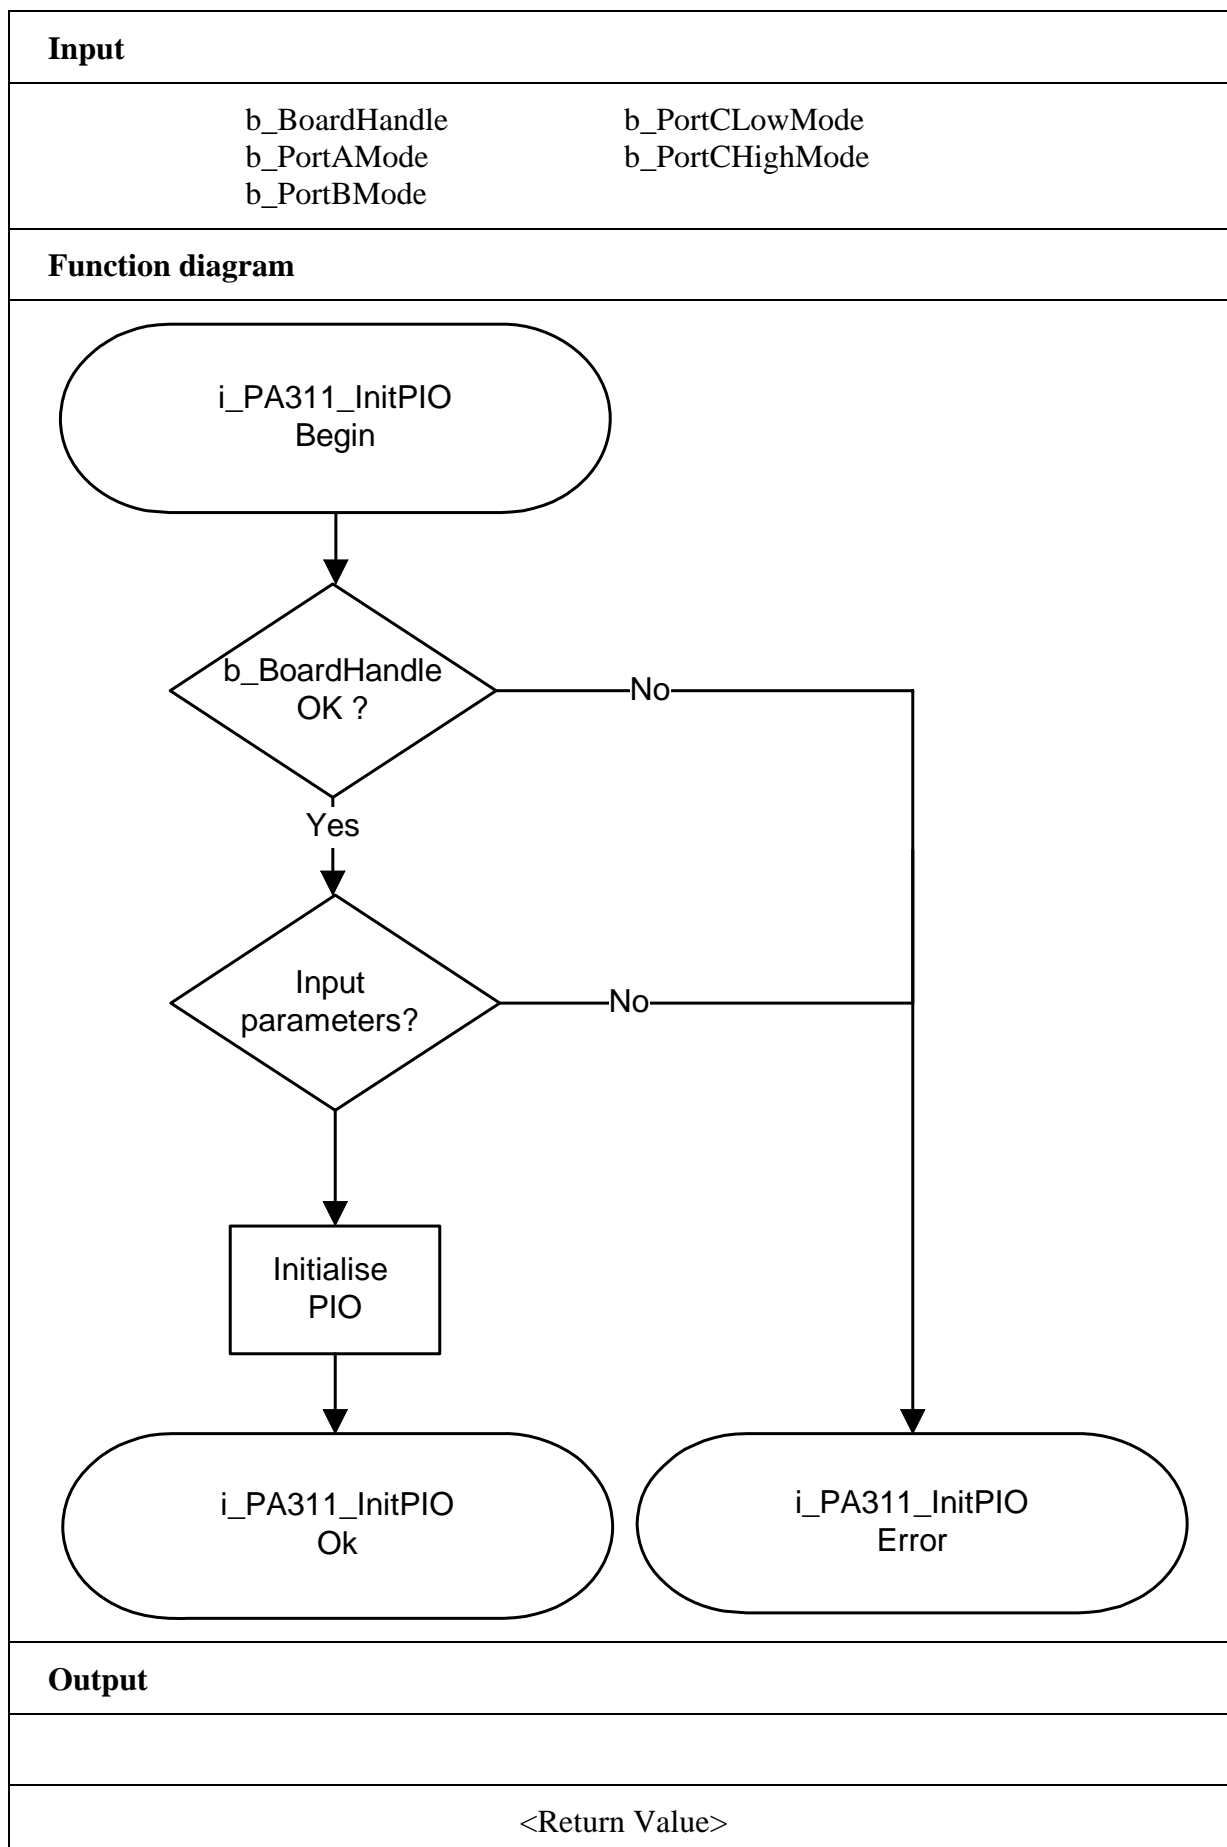 Input
b_BoardHandle b_PortCLowMode
b_PortAMode b_PortCHighMode
b_PortBMode
Function diagram
i_PA311_InitPIO
Begin
b_BoardHandle
OK ?
No
Yes
Input
parameters?
No
Initialise
PIO
i_PA311_InitPIO
Ok
i_PA311_InitPIO
Error
Output
<Return Value>